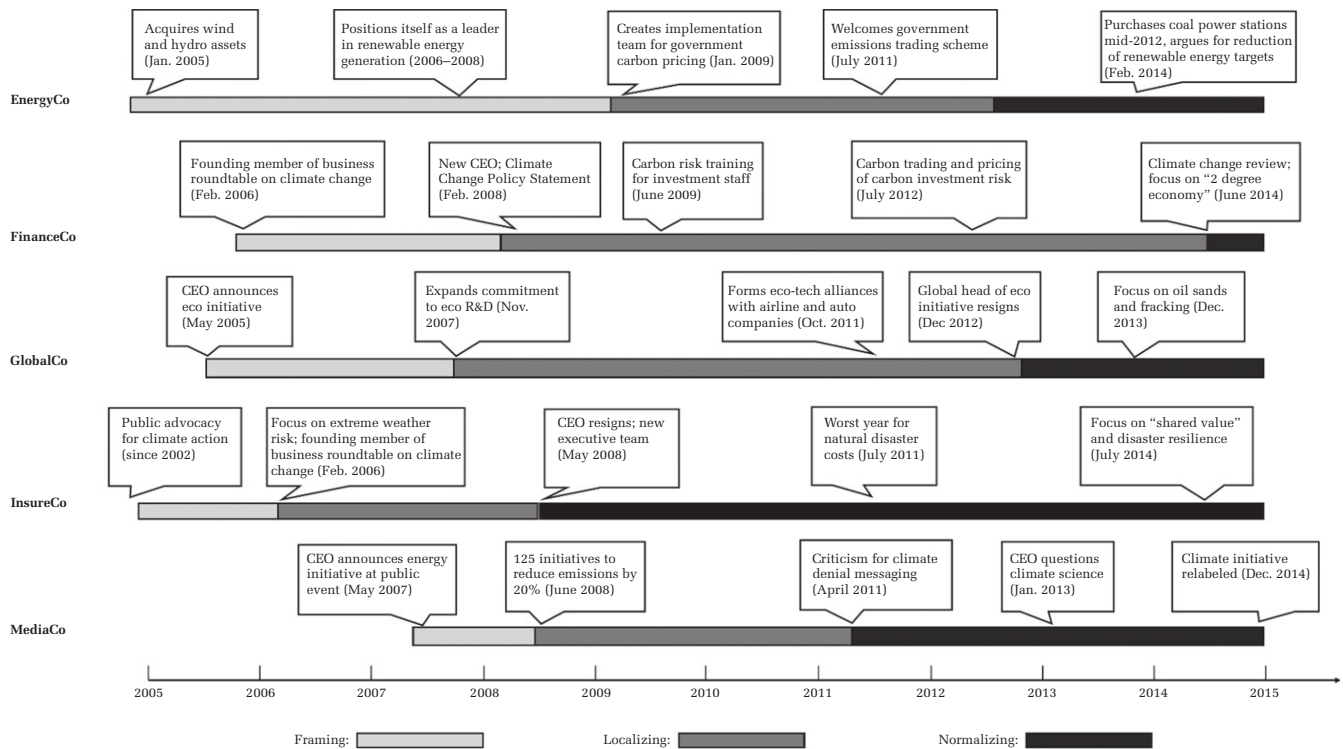 Acquires wind
and hydro assets
(Jan. 2005)
Positions itself as a leader
in renewable energy
generation (2006–2008)
Creates implementation
team for government
carbon pricing (Jan. 2009)
Welcomes government
emissions trading scheme
(July 2011)
Purchases coal power stations
mid-2012, argues for reduction
of renewable energy targets
(Feb. 2014)
EnergyCo
Founding member of business
roundtable on climate change
(Feb. 2006)
New CEO; Climate
Change Policy Statement
(Feb. 2008)
Carbon risk training
for investment staff
(June 2009)
Carbon trading and pricing
of carbon investment risk
(July 2012)
Climate change review;
focus on “2 degree
economy” (June 2014)
FinanceCo
CEO announces
eco initiative
(May 2005)
Expands commitment
to eco R&D (Nov.
2007)
Forms eco-tech alliances
with airline and auto
companies (Oct. 2011)
Global head of eco
initiative resigns
(Dec 2012)
Focus on oil sands
and fracking (Dec.
2013)
GlobalCo
Public advocacy
for climate action
(since 2002)
Focus on extreme weather
risk; founding member of
business roundtable on climate
change (Feb. 2006)
CEO resigns; new
executive team
(May 2008)
Worst year for
natural disaster
costs (July 2011)
Focus on “shared value”
and disaster resilience
(July 2014)
InsureCo
CEO announces energy
initiative at public
event (May 2007)
125 initiatives to
reduce emissions by
20% (June 2008)
Criticism for climate
denial messaging
(April 2011)
CEO questions
climate science
(Jan. 2013)
Climate initiative
relabeled (Dec. 2014)
MediaCo
2005 2006 2007 2008 2009 2010 2011 2012 2013 2014 2015
Framing: Localizing: Normalizing: